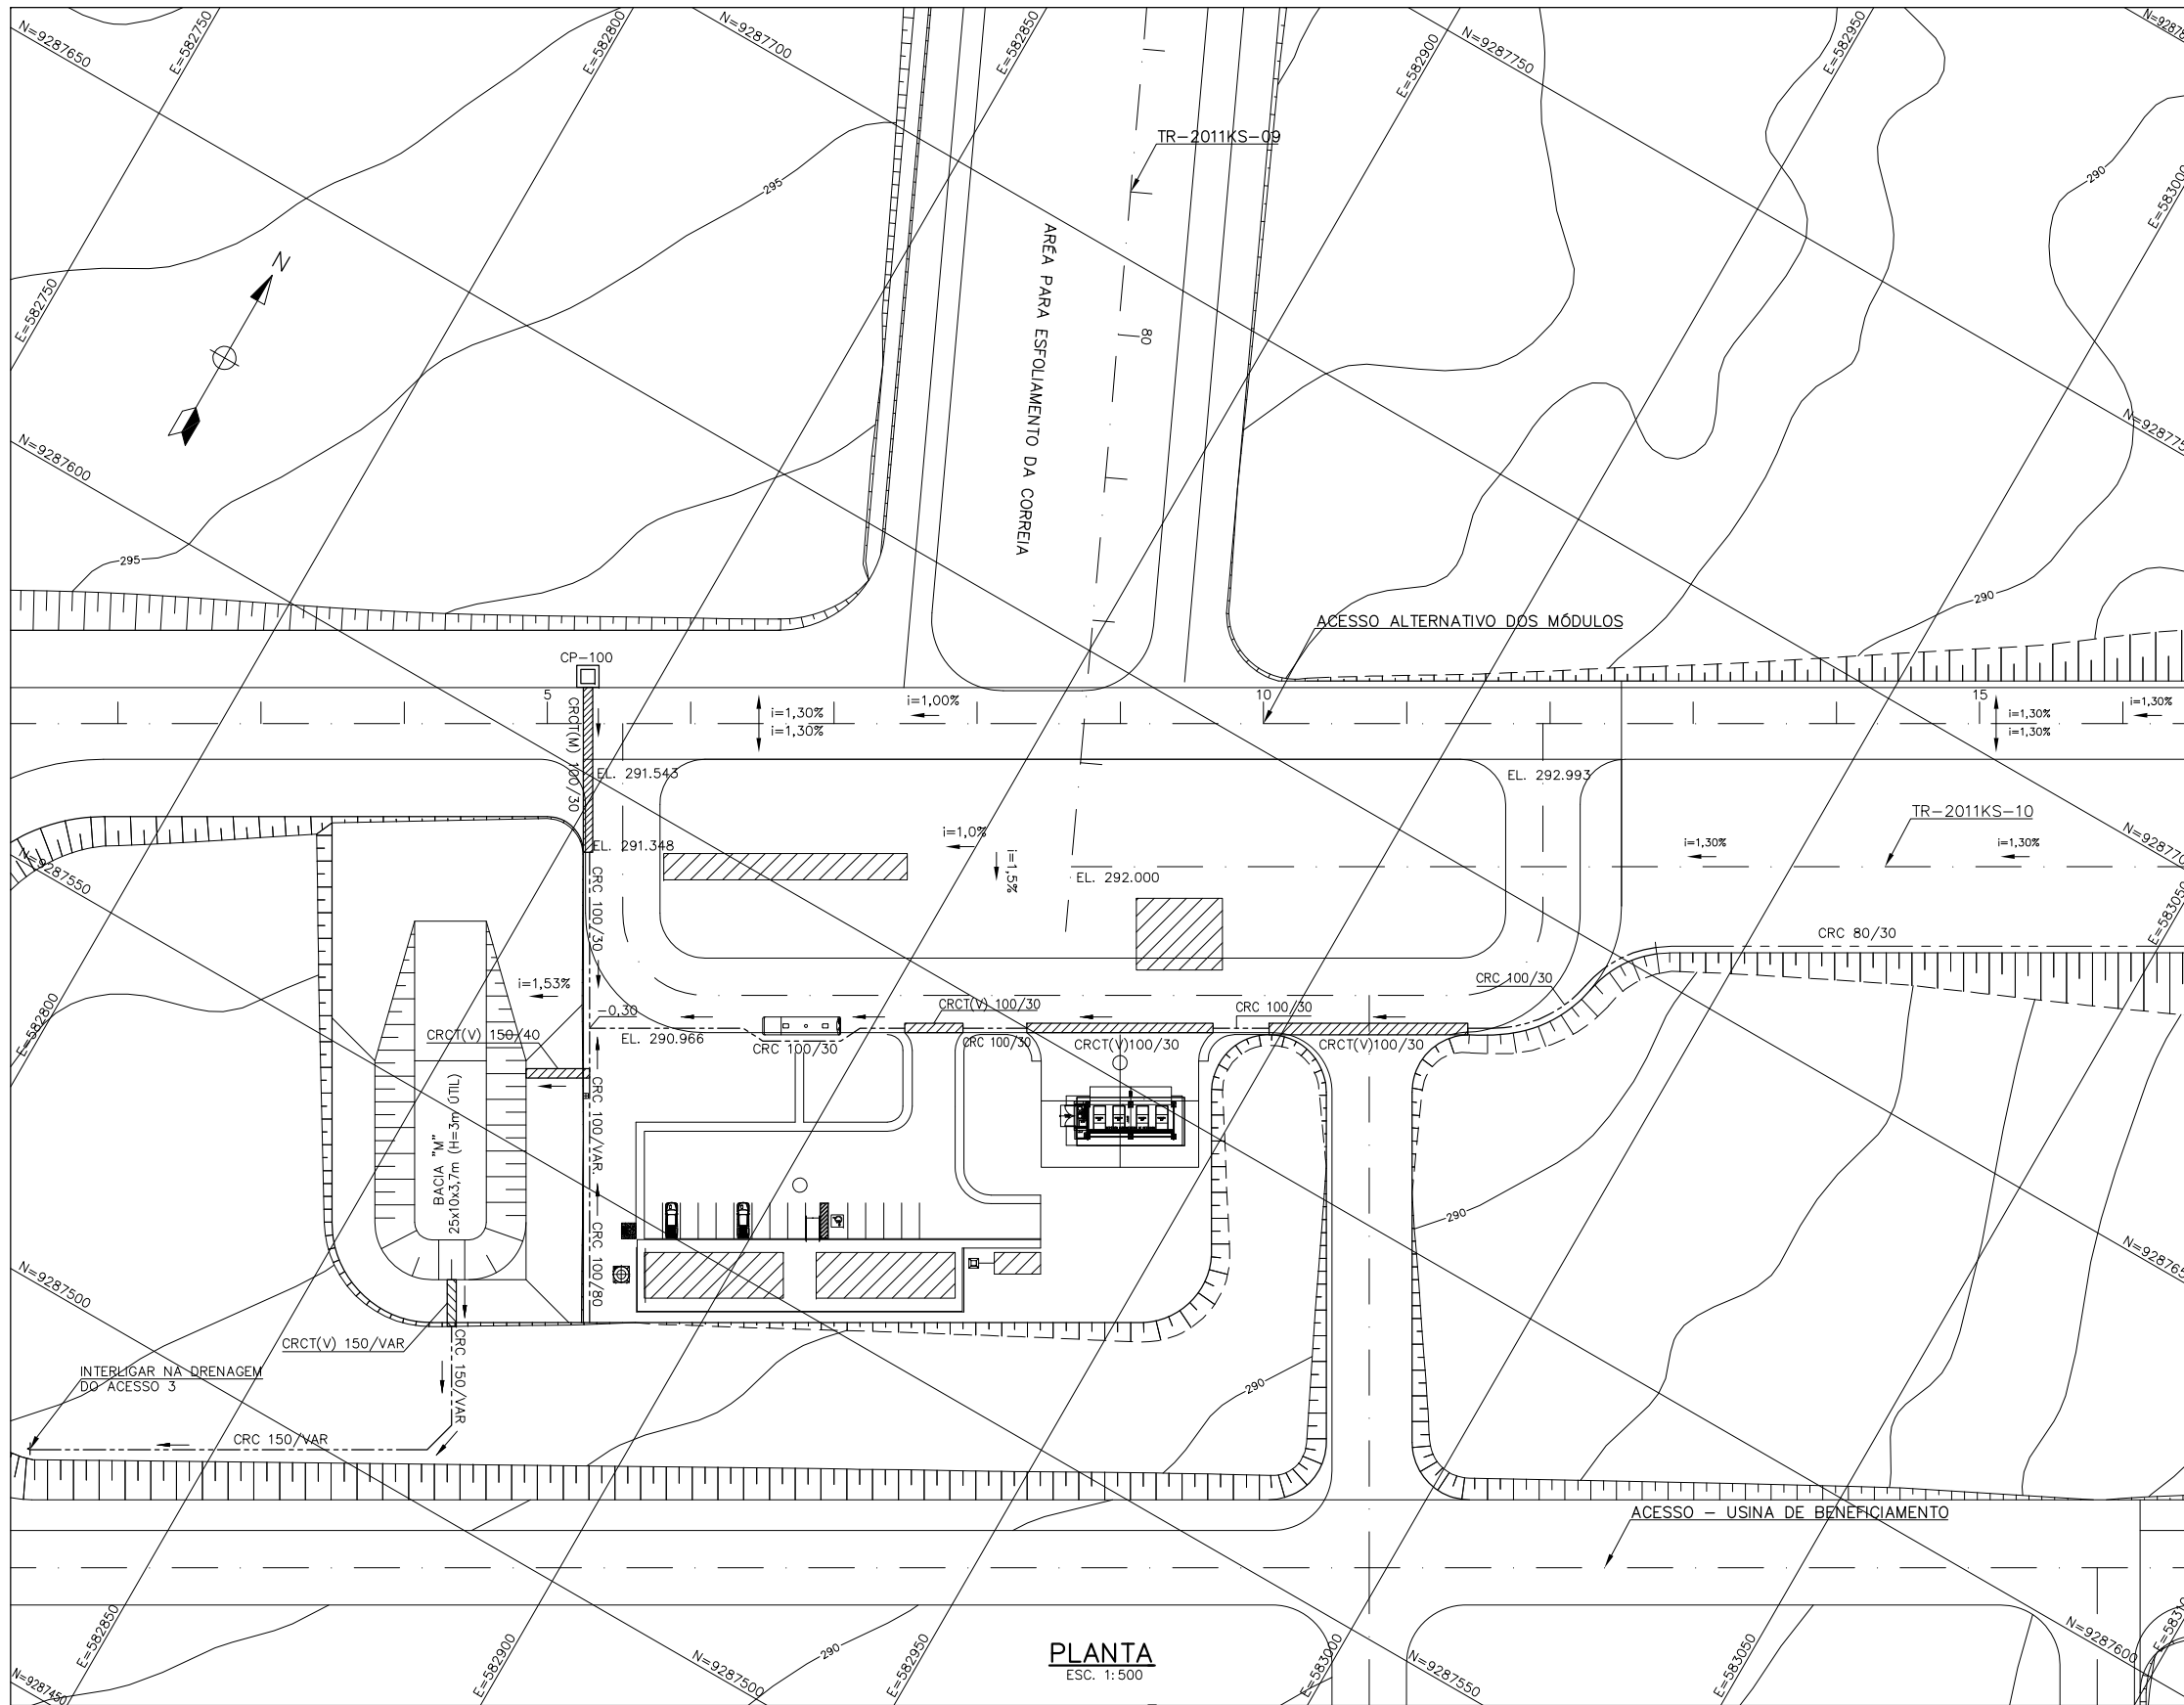 N=9287650
E=582750
E=582800
N=9287700
E=582850
E=582900
N=9287750
E=582950
TR-2011KS-09
295
290
E=583000
N
ARÉA PARA ESFOLIAMENTO DA CORREIA
80
E=582750
N=9287600
295
290
ACESSO ALTERNATIVO DOS MÓDULOS
CP-100
5
10
15
CRCT(M) 100/30
i=1,30%
i=1,30%
i=1,00%
i=1,30%
i=1,30%
i=1,30%
EL. 291.543
EL. 292.993
TR-2011KS-10
i=1,0%
i=1,5%
EL. 291.348
EL. 292.000
i=1,30%
i=1,30%
N=9287550
CRC 100/30
E=583050
CRC 80/30
CRC 100/30
i=1,53%
-0,30
CRCT(V) 100/30
CRC 100/30
CRCT(V) 150/40
EL. 290.966
CRC 100/30
CRC 100/30
CRCT(V)100/30
CRCT(V)100/30
E=582800
BACIA "M"
25x10x3,7m (H=3m ÚTIL)
CRC 100/VAR.
CRC 100/80
290
N=9287500
CRCT(V) 150/VAR
CRC 150/VAR
INTERLIGAR NA DRENAGEM
DO ACESSO 3
290
CRC 150/VAR
ACESSO - USINA DE BENEFICIAMENTO
E=582850
E=582900
N=9287500
290
E=582950
PLANTA
ESC. 1:500
E=583000
N=9287550
E=583050
N=9287600
N=9287450